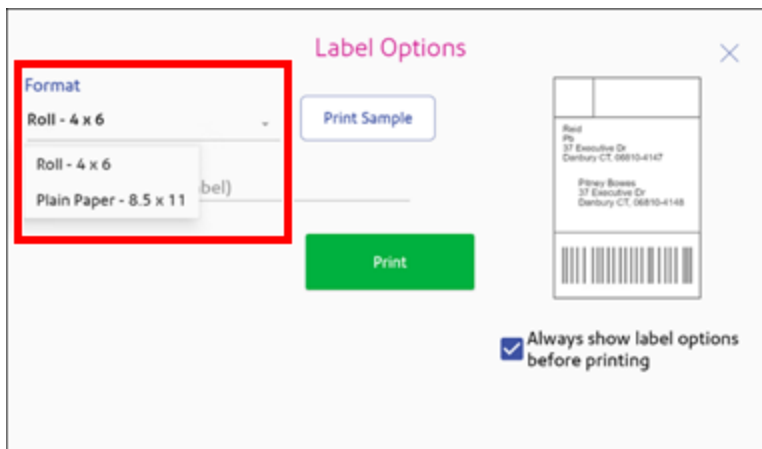 Label Options
Format
Roll - 4 x 6
Print Sample
Roll - 4 x 6
Plain Paper - 8.5 x 11
bel)
Print
Reid
Pb
37 Executive Dr
Danbury CT, 06810-4147
Pitney Bowes
37 Executive Dr
Danbury CT, 06810-4148
Always show label options
before printing